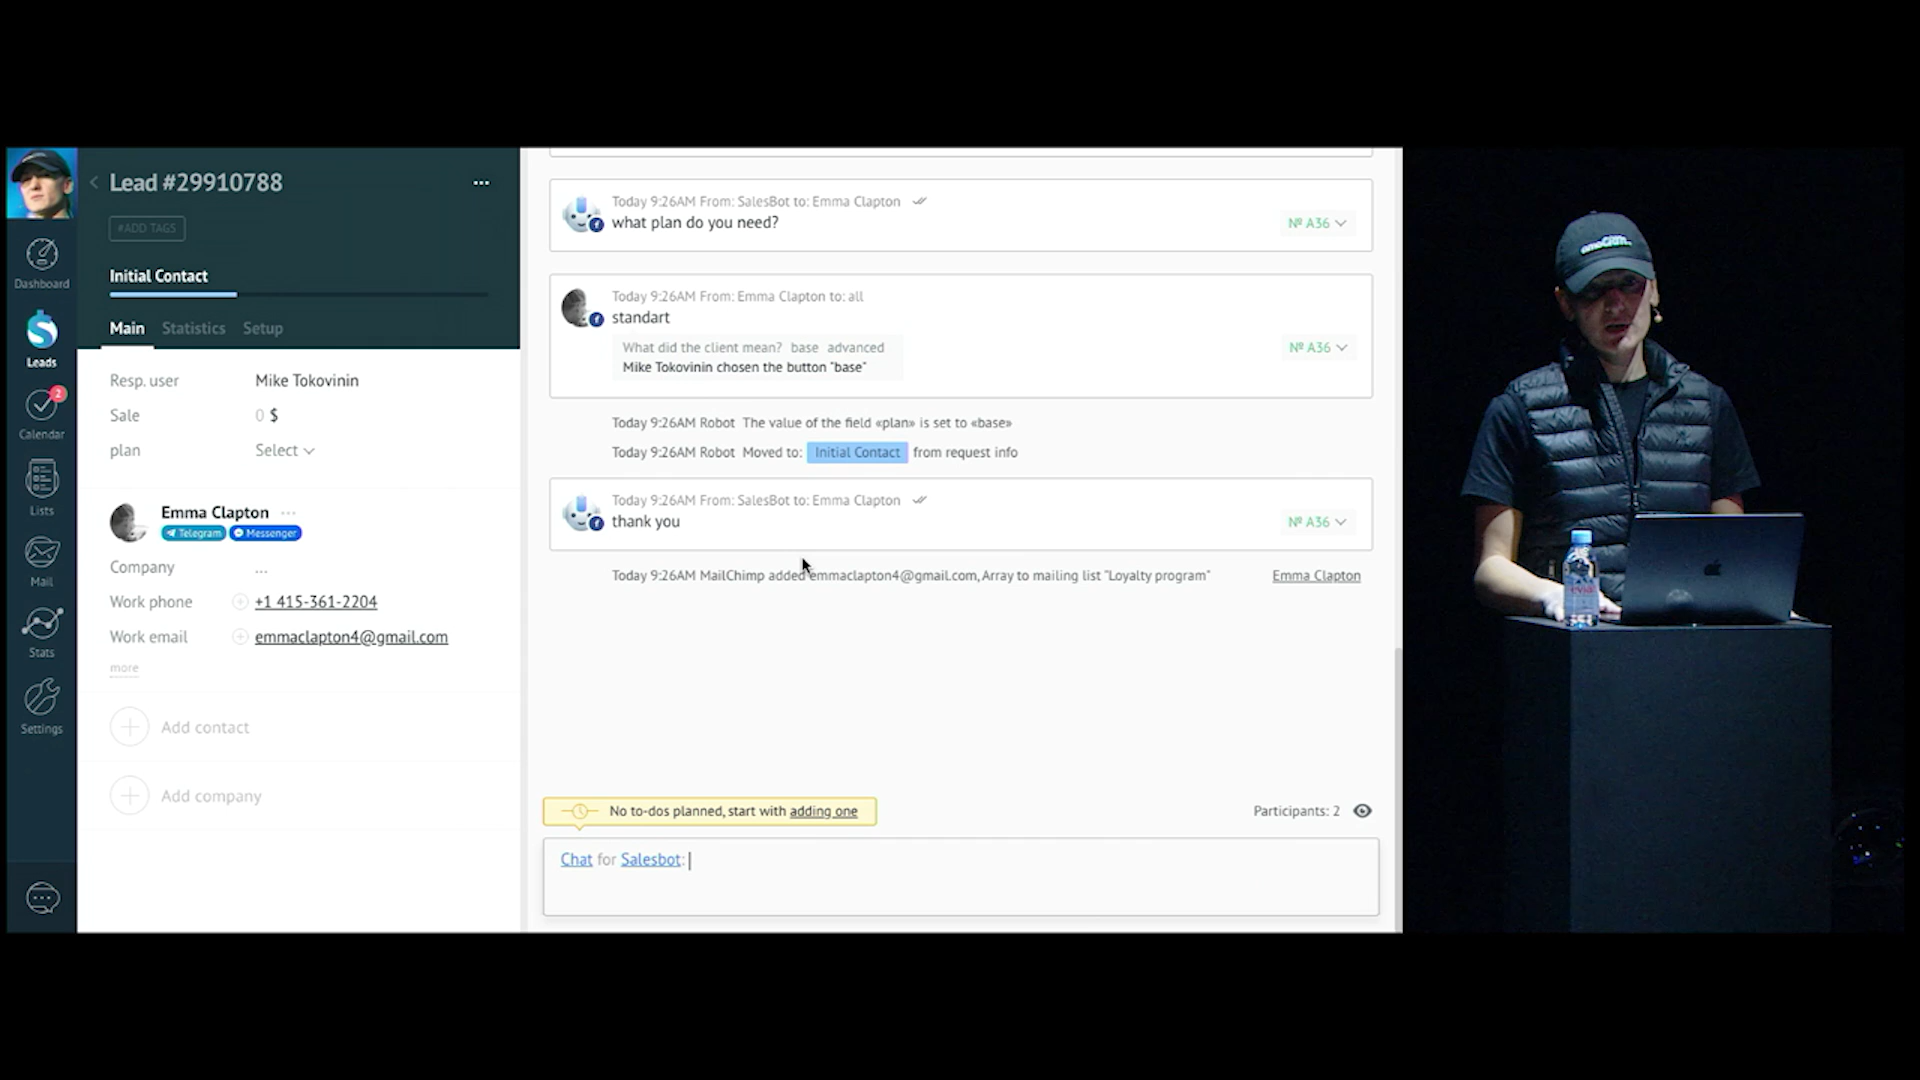 Lead #29910788
...
#ADD TAGS
Initial Contact
Main Statistics Setup
Resp. user Mike Tokovinin
Sale 0 $
plan Select
Emma Clapton ...
Telegram Messenger
Company ...
Work phone +1 415-361-2204
Work email emmaclapton4@gmail.com
more
Add contact
Add company
Dashboard
Leads
2
Calendar
Lists
Mail
Stats
Settings
Today 9:26AM From: SalesBot to: Emma Clapton
what plan do you need?
№ A36
Today 9:26AM From: Emma Clapton to: all
standart
What did the client mean? base advanced
Mike Tokovinin chosen the button "base"
№ A36
Today 9:26AM Robot The value of the field «plan» is set to «base»
Today 9:26AM Robot Moved to: Initial Contact from request info
Today 9:26AM From: SalesBot to: Emma Clapton
thank you
№ A36
Today 9:26AM MailChimp added emmaclapton4@gmail.com, Array to mailing list "Loyalty program" Emma Clapton
No to-dos planned, start with adding one
Participants: 2
Chat for Salesbot:
amoCRM.
evian